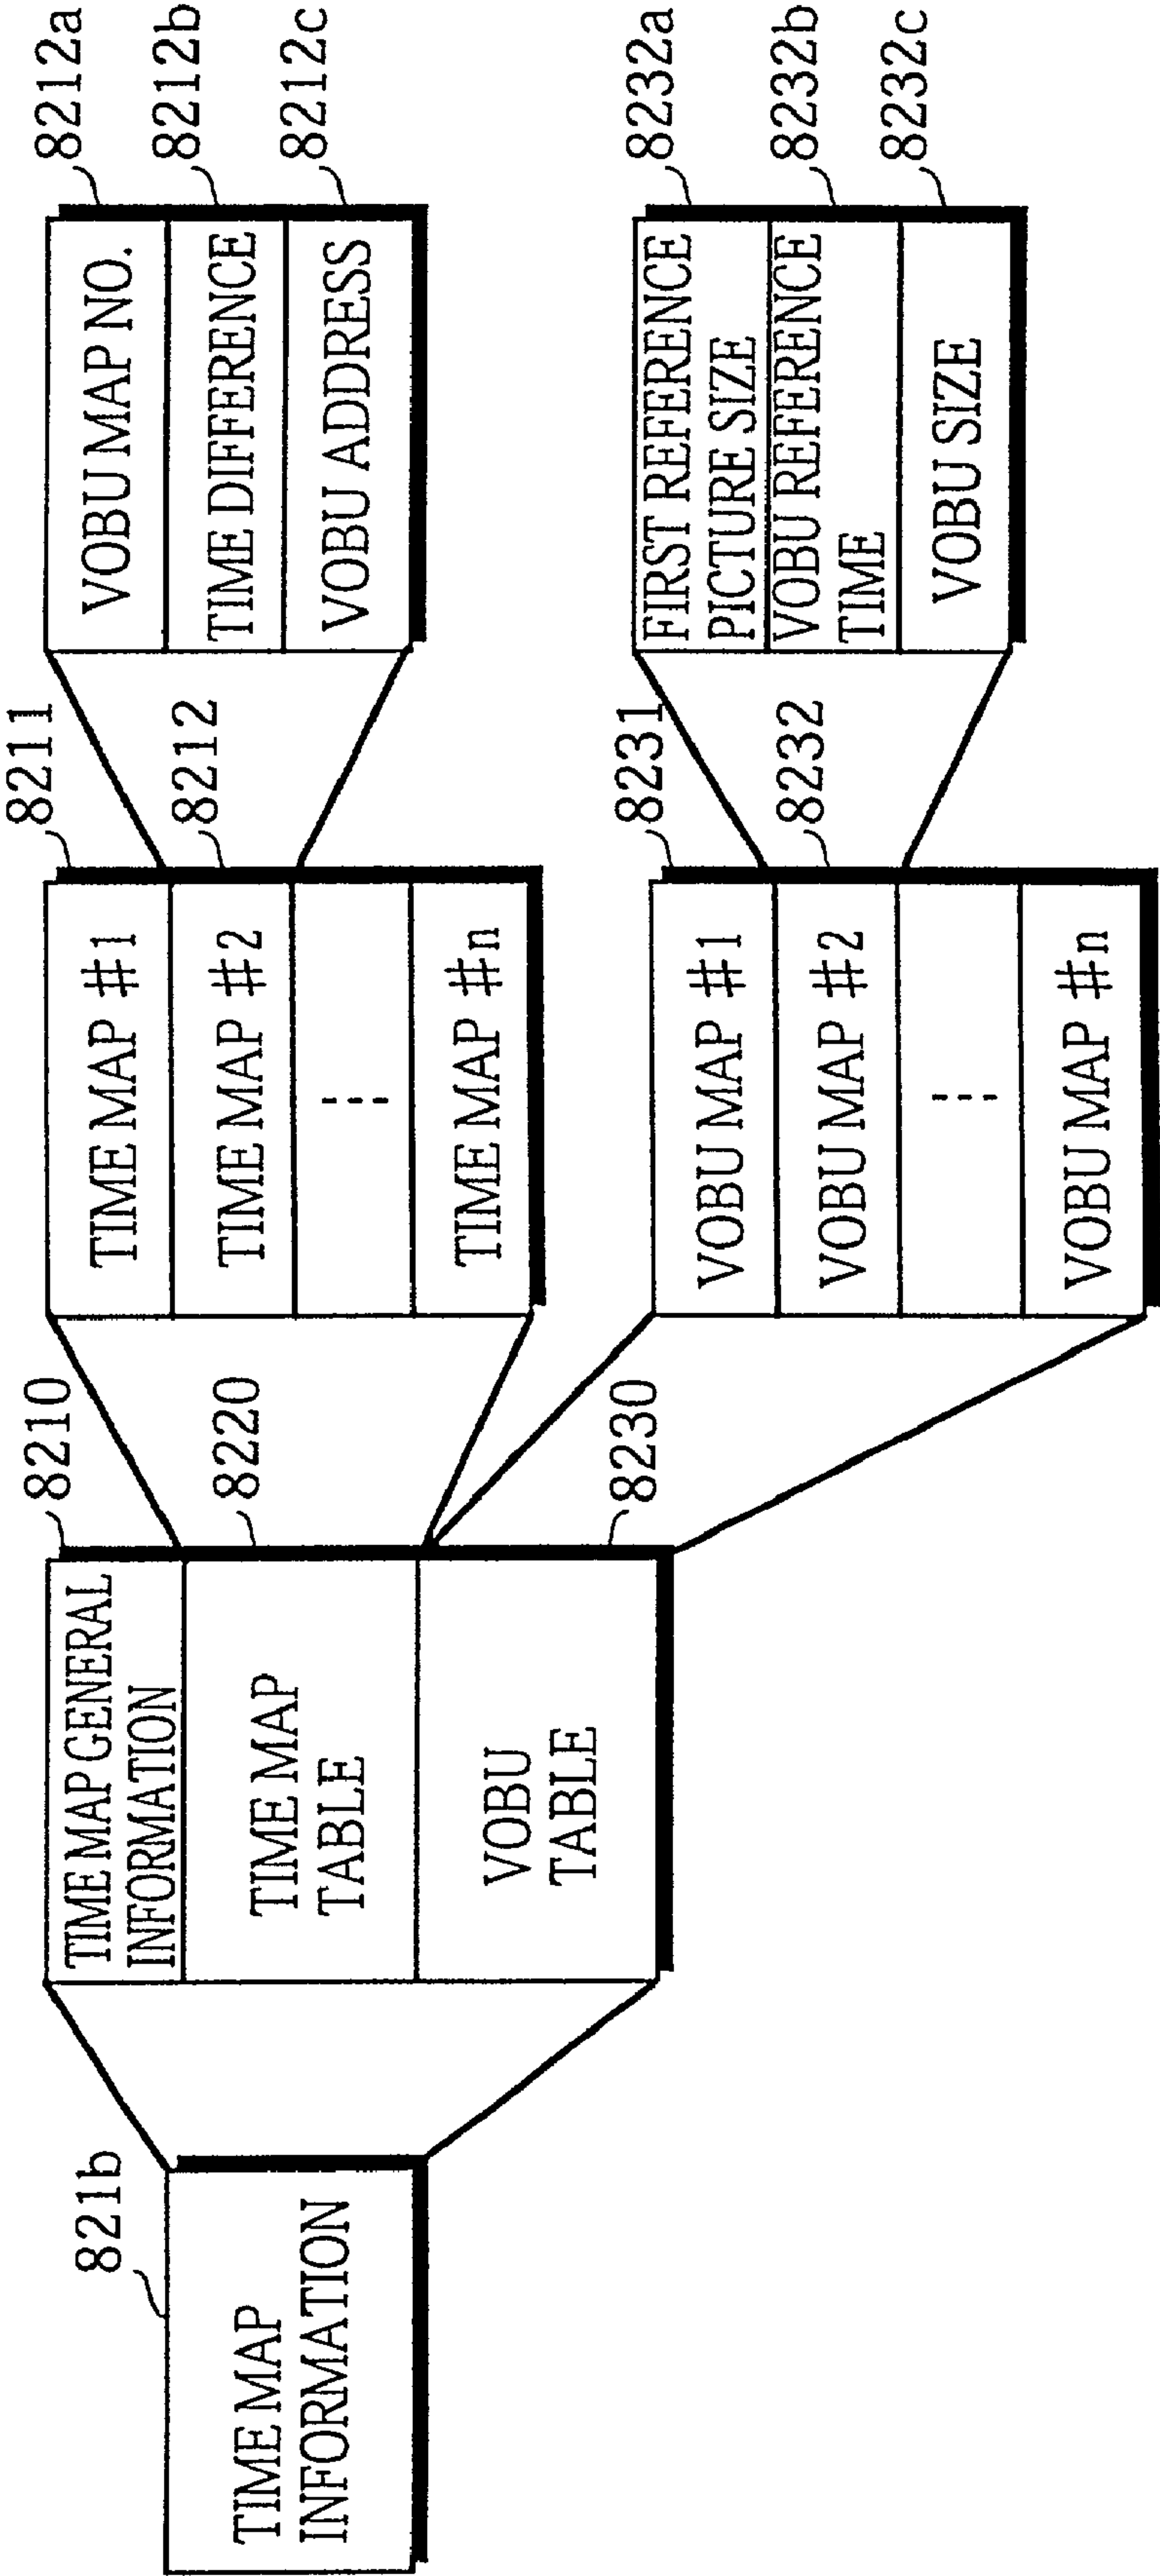 821b
TIME MAP
INFORMATION
8210
TIME MAP GENERAL
INFORMATION
8220
TIME MAP
TABLE
8230
VOBU
TABLE
8211
TIME MAP #1
8212
TIME MAP #2
⋮
TIME MAP #n
8231
VOBU MAP #1
8232
VOBU MAP #2
⋮
VOBU MAP #n
8212a
VOBU MAP NO.
8212b
TIME DIFFERENCE
8212c
VOBU ADDRESS
8232a
FIRST REFERENCE
PICTURE SIZE
8232b
VOBU REFERENCE
TIME
8232c
VOBU SIZE